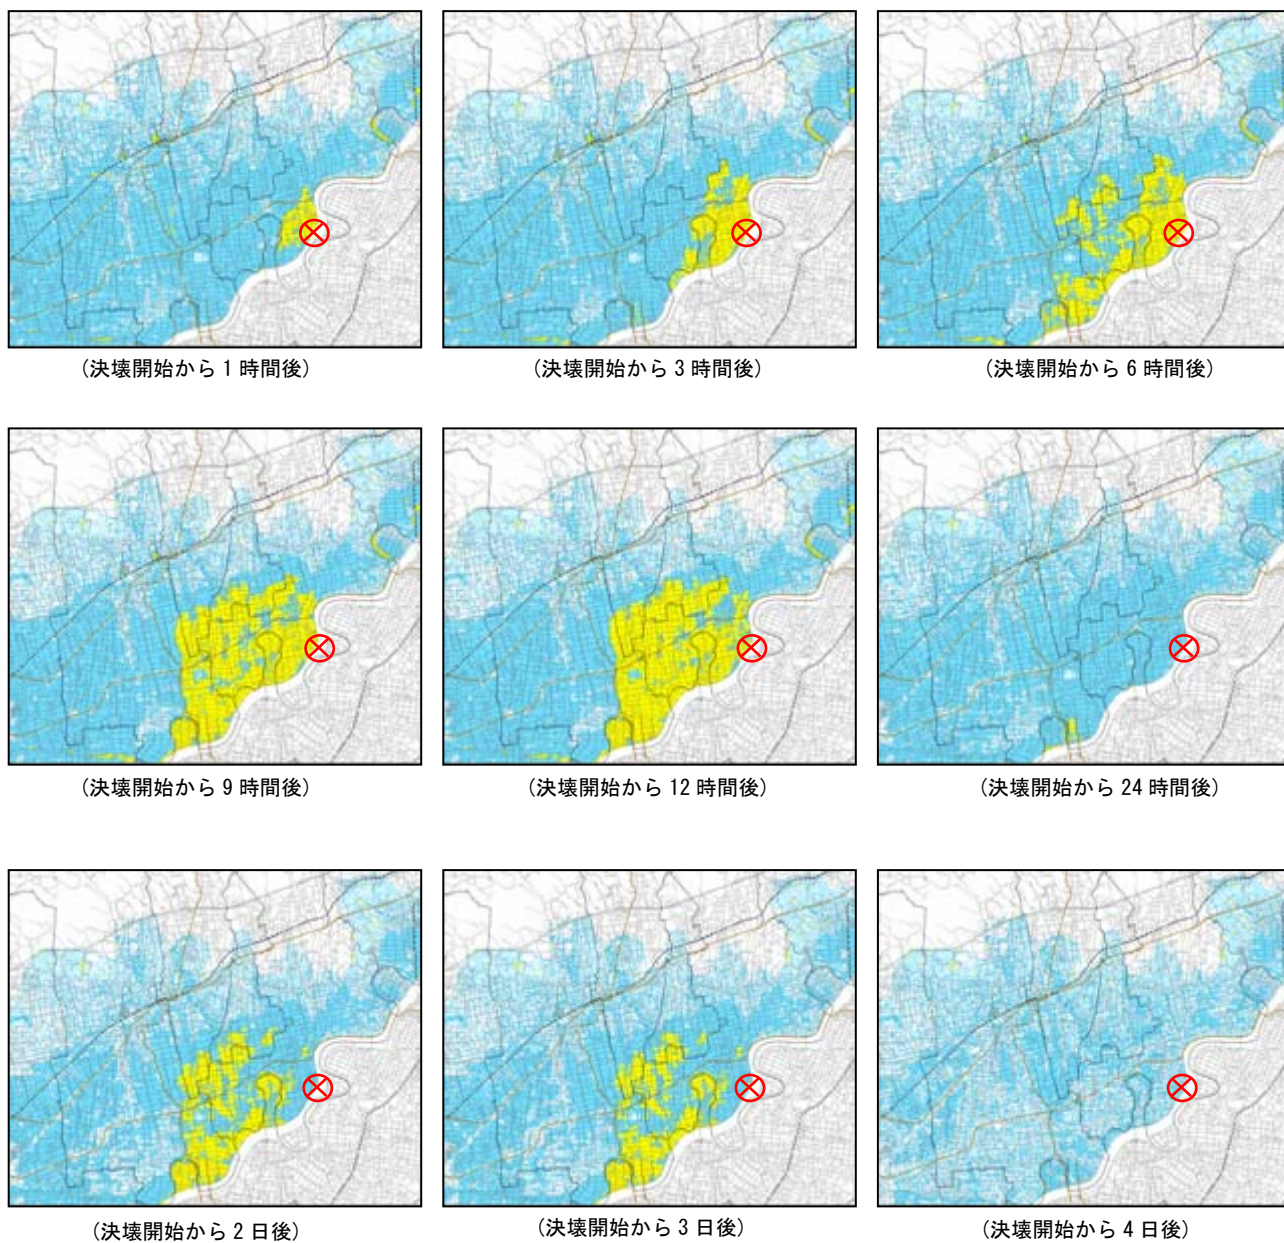 (決壊開始から 1 時間後)
(決壊開始から 3 時間後)
(決壊開始から 6 時間後)
(決壊開始から 9 時間後)
(決壊開始から 12 時間後)
(決壊開始から 24 時間後)
(決壊開始から 2 日後)
(決壊開始から 3 日後)
(決壊開始から 4 日後)